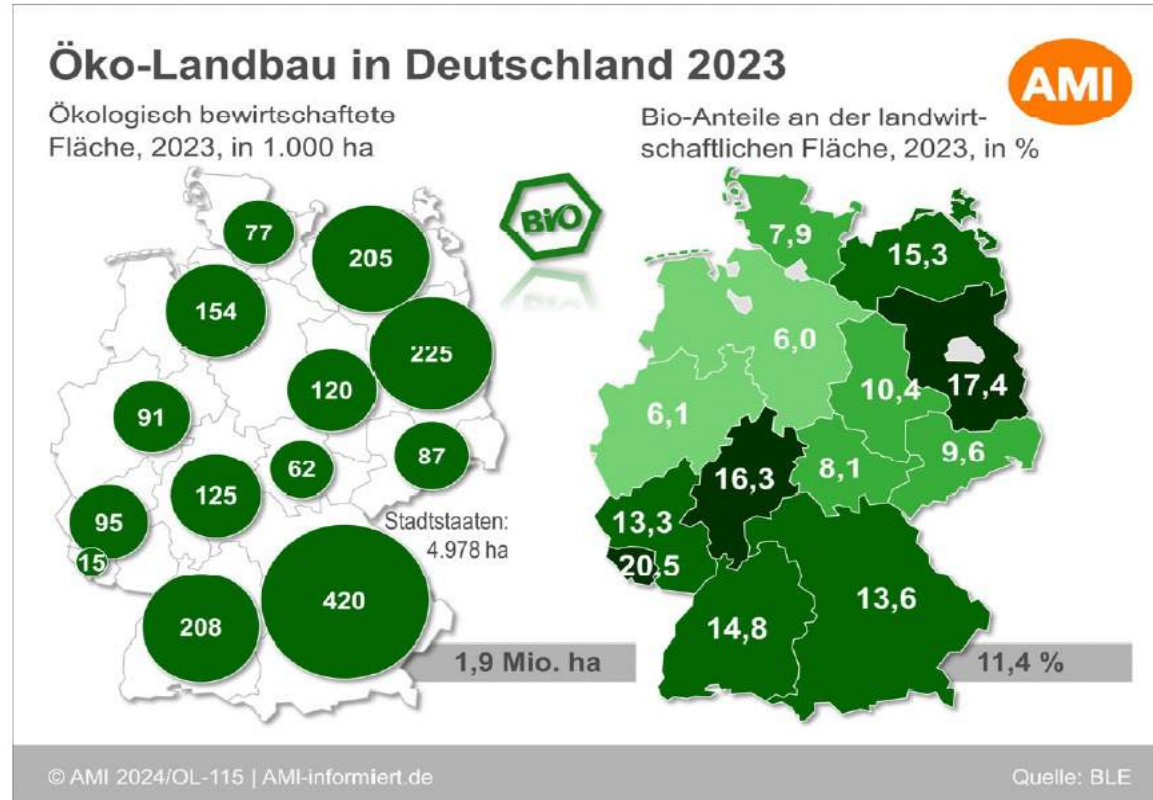 Öko-Landbau in Deutschland 2023
AMI
Ökologisch bewirtschaftete
Fläche, 2023, in 1.000 ha
77
205
154
225
120
91
87
62
125
95
15
Stadtstaaten:
4.978 ha
420
208
1,9 Mio. ha
BiO
Bio-Anteile an der landwirt-
schaftlichen Fläche, 2023, in %
7,9
15,3
6,0
17,4
10,4
6,1
9,6
8,1
16,3
13,3
20,5
13,6
14,8
11,4 %
© AMI 2024/OL-115 | AMI-informiert.de
Quelle: BLE